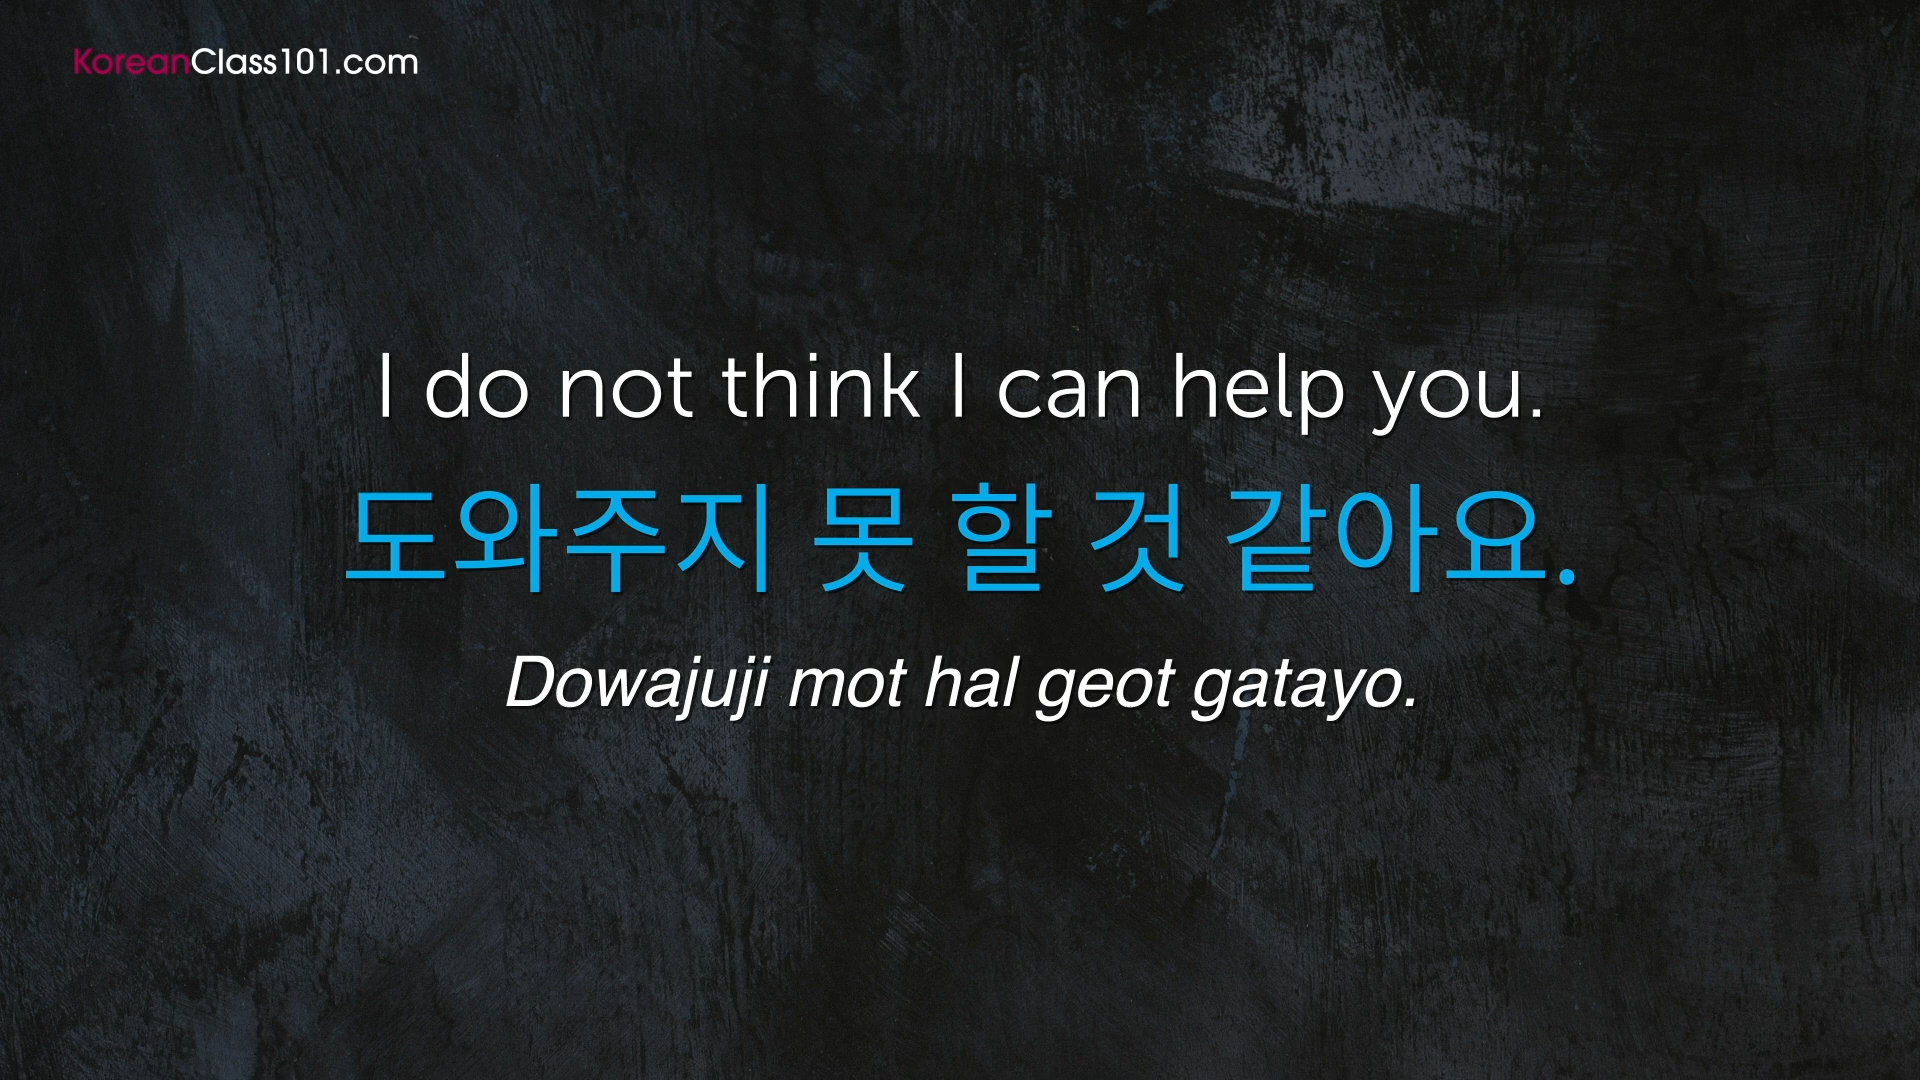 KoreanClass101.com
I do not think I can help you.
도와주지 못 할 것 같아요.
Dowajuji mot hal geot gatayo.